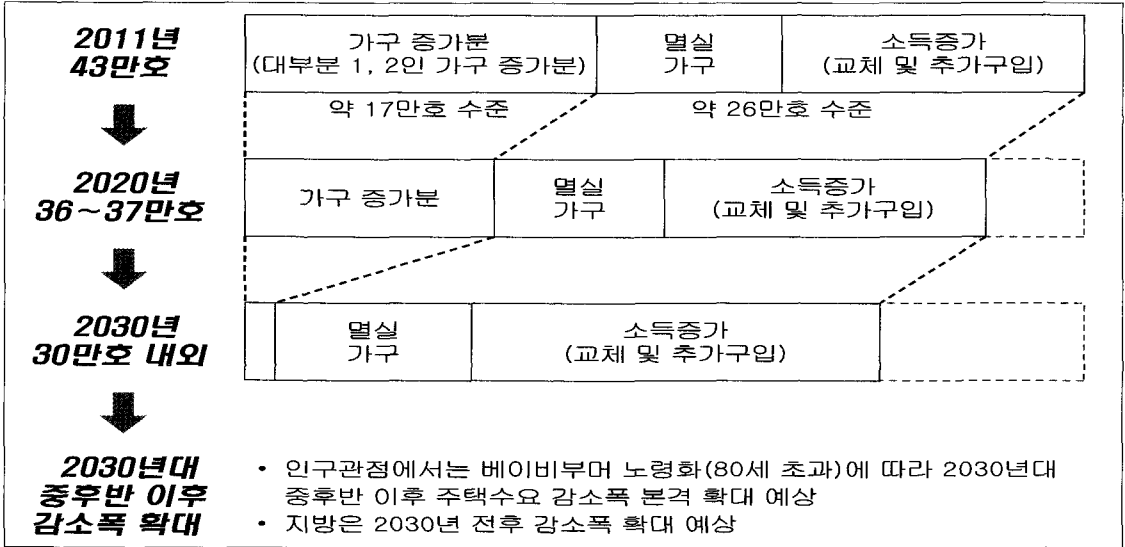 2011년
43만호
가구 증가분
(대부분 1, 2인 가구 증가분)
멸실
가구
소득증가
(교체 및 추가구입)
약 17만호 수준
약 26만호 수준
2020년
36~37만호
가구 증가분
멸실
가구
소득증가
(교체 및 추가구입)
2030년
30만호 내외
멸실
가구
소득증가
(교체 및 추가구입)
2030년대
중후반 이후
감소폭 확대
• 인구관점에서는 베이비부머 노령화(80세 초과)에 따라 2030년대
중후반 이후 주택수요 감소폭 본격 확대 예상
• 지방은 2030년 전후 감소폭 확대 예상